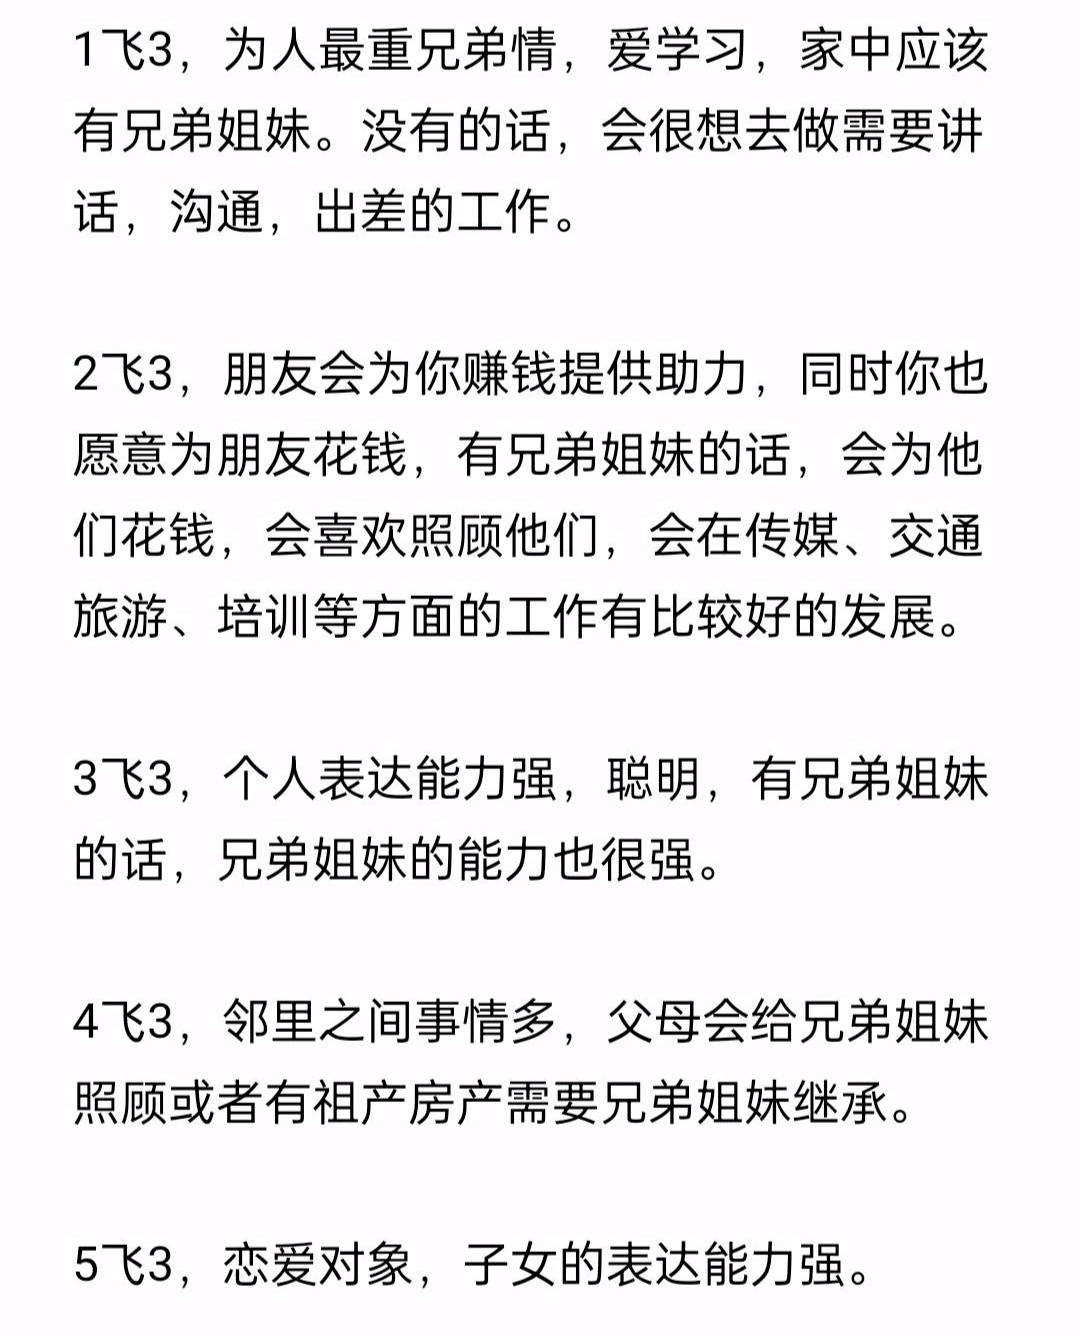 1飞3，为人最重兄弟情，爱学习，家中应该
有兄弟姐妹。没有的话，会很想去做需要讲
话，沟通，出差的工作。
2飞3，朋友会为你赚钱提供助力，同时你也
愿意为朋友花钱，有兄弟姐妹的话，会为他
们花钱，会喜欢照顾他们，会在传媒、交通
旅游、培训等方面的工作有比较好的发展。
3飞3，个人表达能力强，聪明，有兄弟姐妹
的话，兄弟姐妹的能力也很强。
4飞3，邻里之间事情多，父母会给兄弟姐妹
照顾或者有祖产房产需要兄弟姐妹继承。
5飞3，恋爱对象，子女的表达能力强。